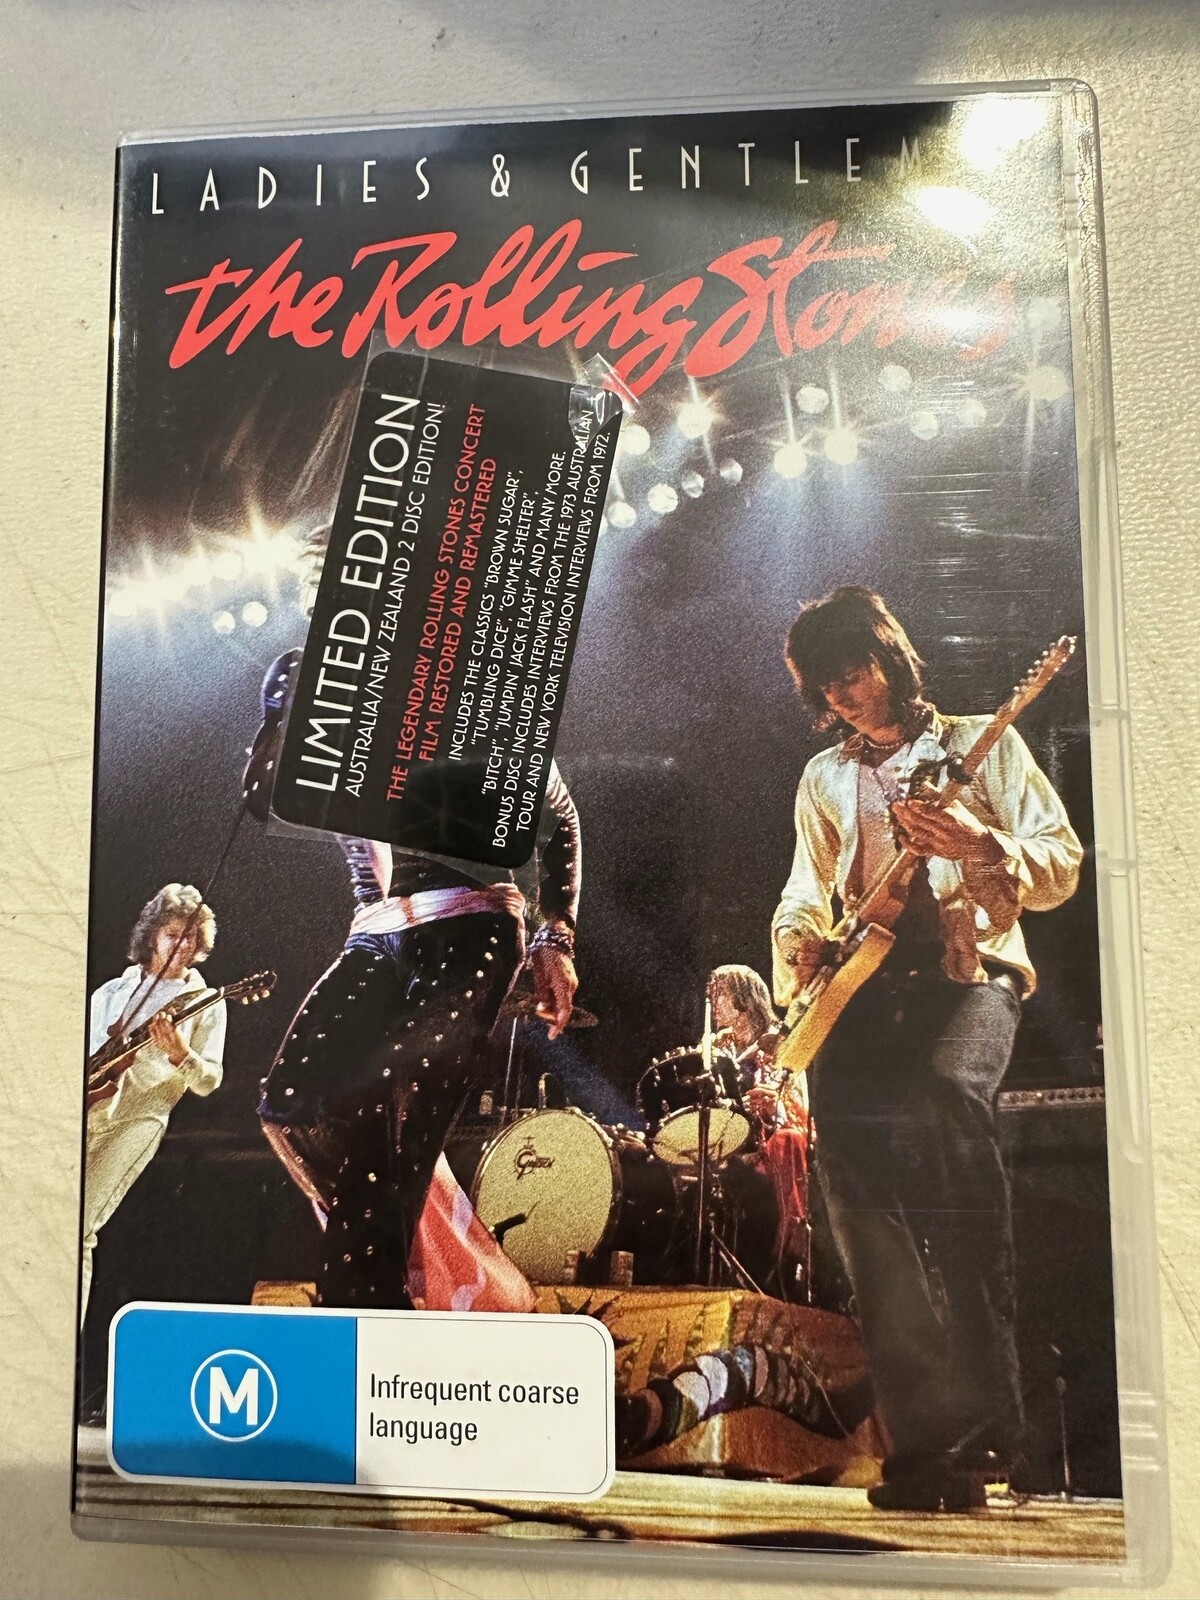 LADIES & GENTLEM
the Rolling Stones
LIMITED EDITION
AUSTRALIA/NEW ZEALAND 2 DISC EDITION!
THE LEGENDARY ROLLING STONES CONCERT
FILM RESTORED AND REMASTERED
INCLUDES THE CLASSICS "BROWN SUGAR",
"TUMBLING DICE", "GIMME SHELTER",
"BITCH", "JUMPIN' JACK FLASH" AND MANY MORE.
BONUS DISC INCLUDES INTERVIEWS FROM THE 1973 AUSTRALIAN
TOUR AND NEW YORK TELEVISION INTERVIEWS FROM 1972.
Gretsch
M
Infrequent coarse
language